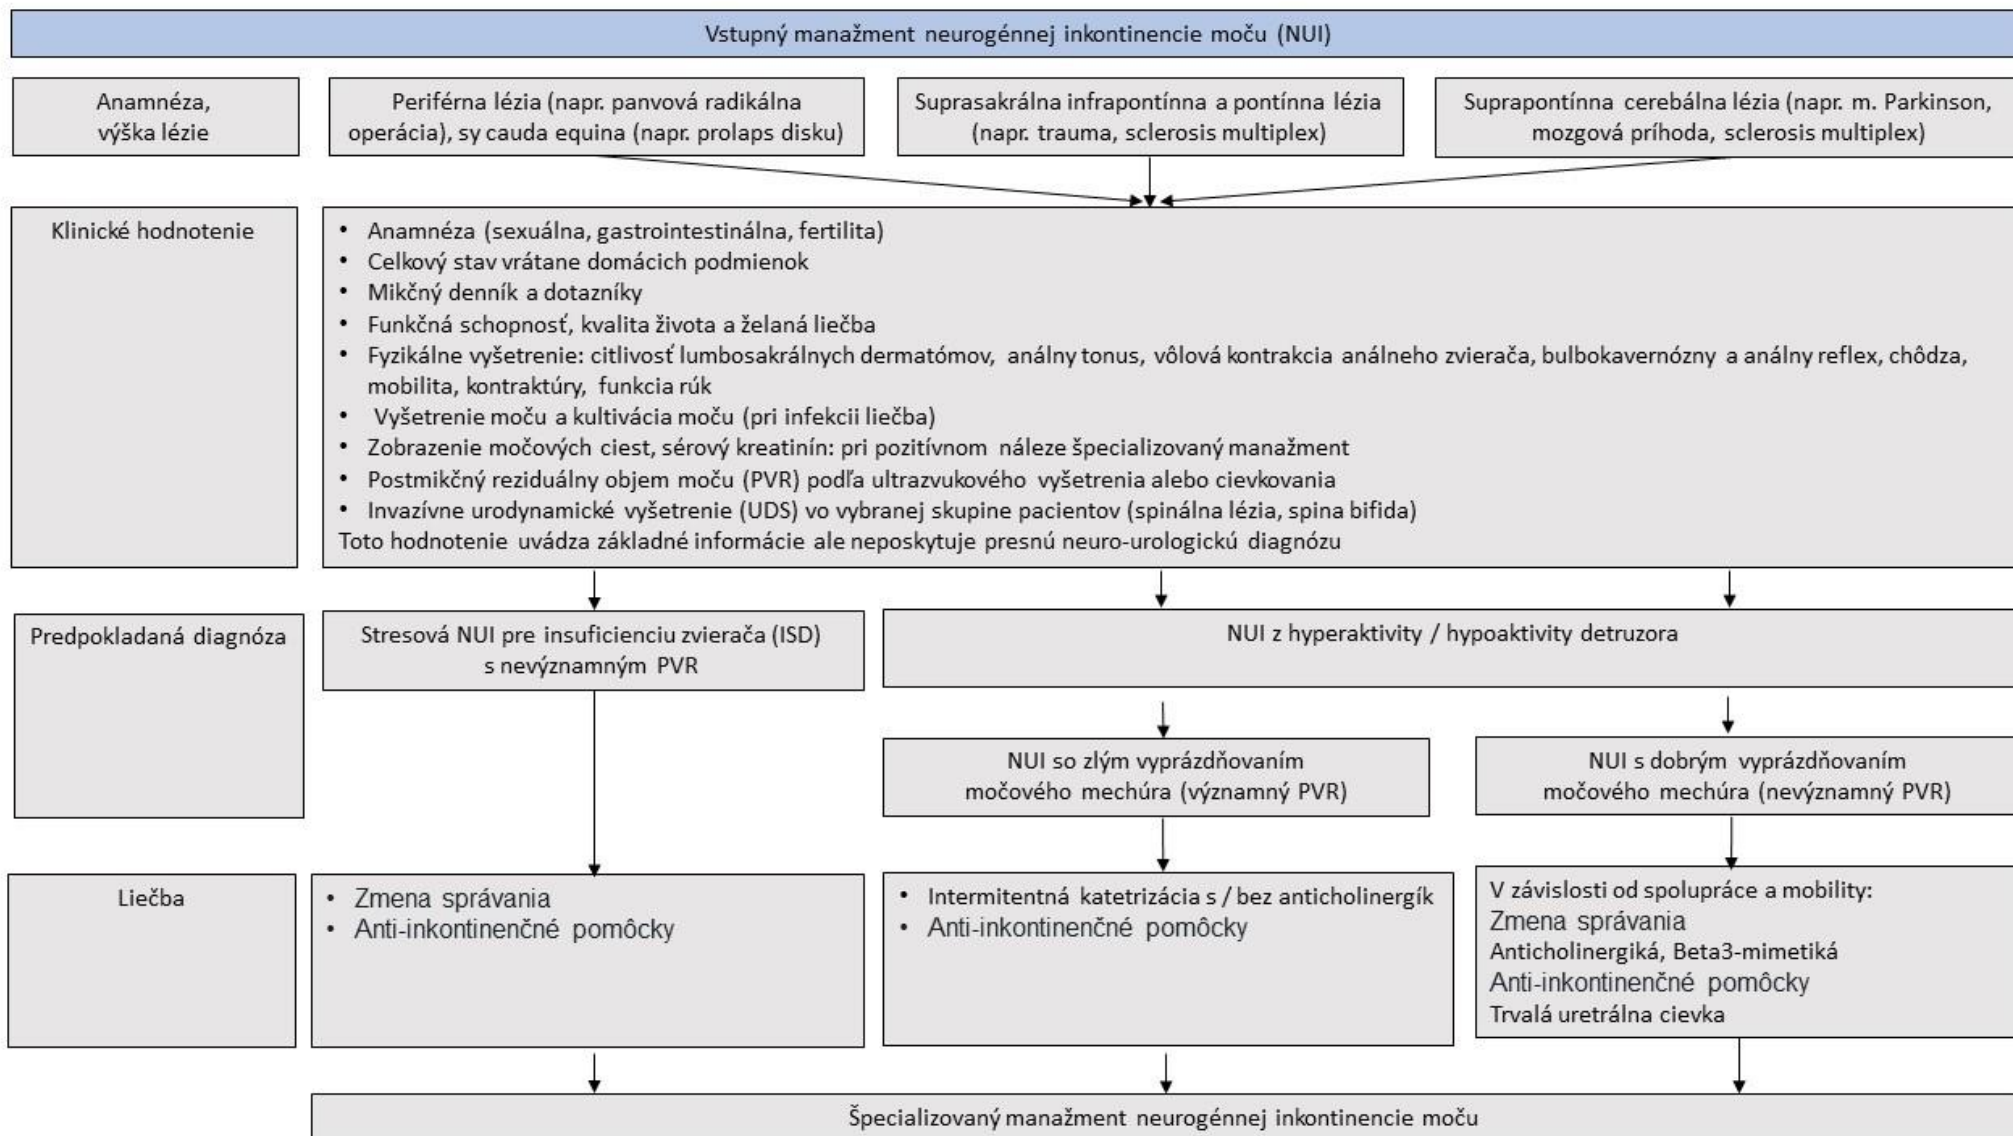 Vstupný manažment neurogénnej inkontinencie moču (NUI)
Anamnéza,
výška lézie
Periférna lézia (napr. panvová radikálna
operácia), sy cauda equina (napr. prolaps disku)
Suprasakrálna infrapontínna a pontínna lézia
(napr. trauma, sclerosis multiplex)
Suprapontínna cerebálna lézia (napr. m. Parkinson,
mozgová príhoda, sclerosis multiplex)
Klinické hodnotenie
• Anamnéza (sexuálna, gastrointestinálna, fertilita)
• Celkový stav vrátane domácich podmienok
• Mikčný denník a dotazníky
• Funkčná schopnosť, kvalita života a želaná liečba
• Fyzikálne vyšetrenie: citlivosť lumbosakrálnych dermatómov, análny tonus, vôlová kontrakcia análneho zvierača, bulbokavernózny a análny reflex, chôdza,
mobilita, kontraktúry, funkcia rúk
• Vyšetrenie moču a kultivácia moču (pri infekcii liečba)
• Zobrazenie močových ciest, sérový kreatinín: pri pozitívnom náleze špecializovaný manažment
• Postmikčný reziduálny objem moču (PVR) podľa ultrazvukového vyšetrenia alebo cievkovania
• Invazívne urodynamické vyšetrenie (UDS) vo vybranej skupine pacientov (spinálna lézia, spina bifida)
Toto hodnotenie uvádza základné informácie ale neposkytuje presnú neuro-urologickú diagnózu
Predpokladaná diagnóza
Stresová NUI pre insuficienciu zvierača (ISD)
s nevýznamným PVR
NUI z hyperaktivity / hypoaktivity detruzora
NUI so zlým vyprázdňovaním
močového mechúra (významný PVR)
NUI s dobrým vyprázdňovaním
močového mechúra (nevýznamný PVR)
Liečba
• Zmena správania
• Anti-inkontinenčné pomôcky
• Intermitentná katetrizácia s / bez anticholinergík
• Anti-inkontinenčné pomôcky
V závislosti od spolupráce a mobility:
Zmena správania
Anticholinergiká, Beta3-mimetiká
Anti-inkontinenčné pomôcky
Trvalá uretrálna cievka
Špecializovaný manažment neurogénnej inkontinencie moču